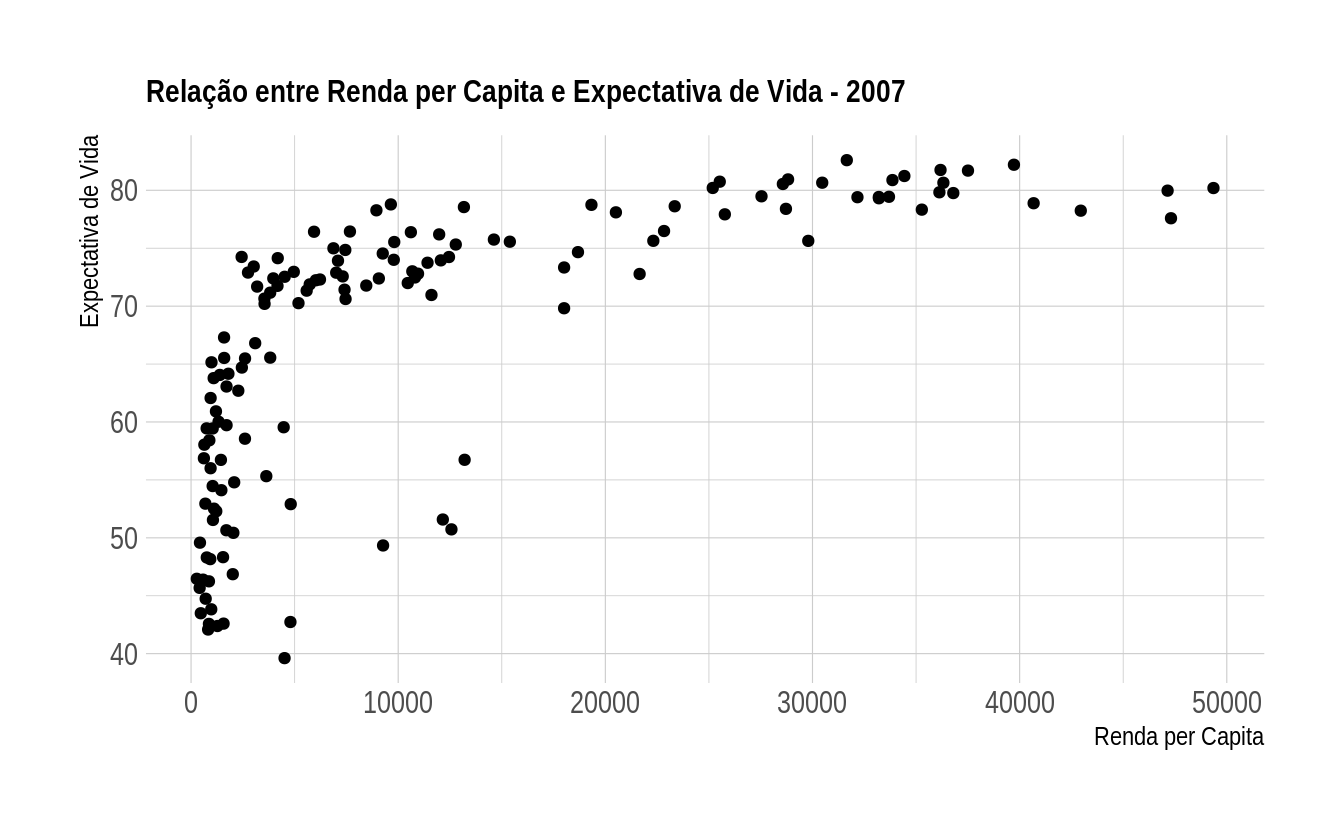 Relação entre Renda per Capita e Expectativa de Vida - 2007
Expectativa de Vida
80
70
60
50
40
0 10000 20000 30000 40000 50000
Renda per Capita